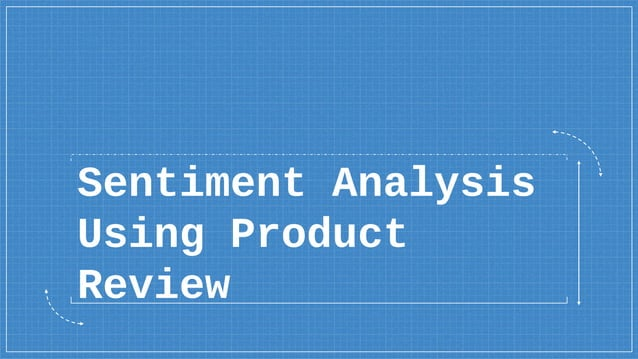 Sentiment Analysis
Using Product
Review